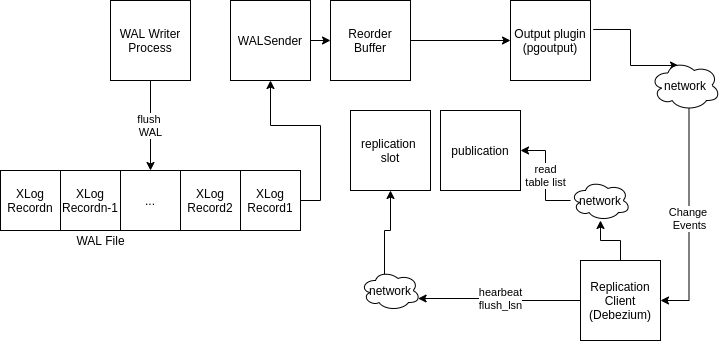 WAL Writer
Process
WALSender
Reorder
Buffer
Output plugin
(pgoutput)
network
flush
WAL
replication
slot
publication
read
table list
XLog
Recordn
XLog
Recordn-1
...
XLog
Record2
XLog
Record1
WAL File
network
Change
Events
network
hearbeat
flush_lsn
Replication
Client
(Debezium)